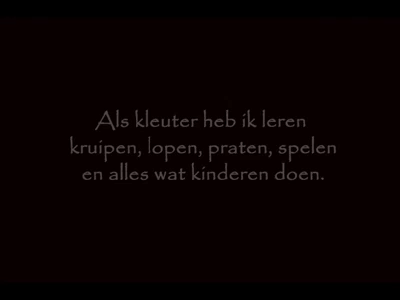 Als kleuter heb ik leren
kruipen, lopen, praten, spelen
en alles wat kinderen doen.